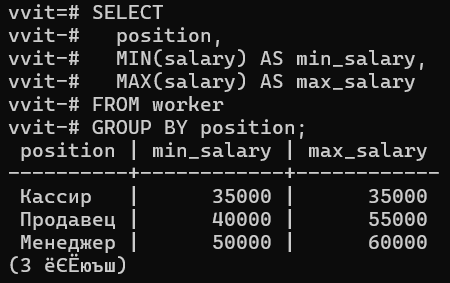 vvit=# SELECT
vvit-#   position,
vvit-#   MIN(salary) AS min_salary,
vvit-#   MAX(salary) AS max_salary
vvit-# FROM worker
vvit-# GROUP BY position;
 position | min_salary | max_salary
----------+------------+------------
 Кассир   |      35000 |      35000
 Продавец |      40000 |      55000
 Менеджер |      50000 |      60000
(3 ёЄЁюъш)